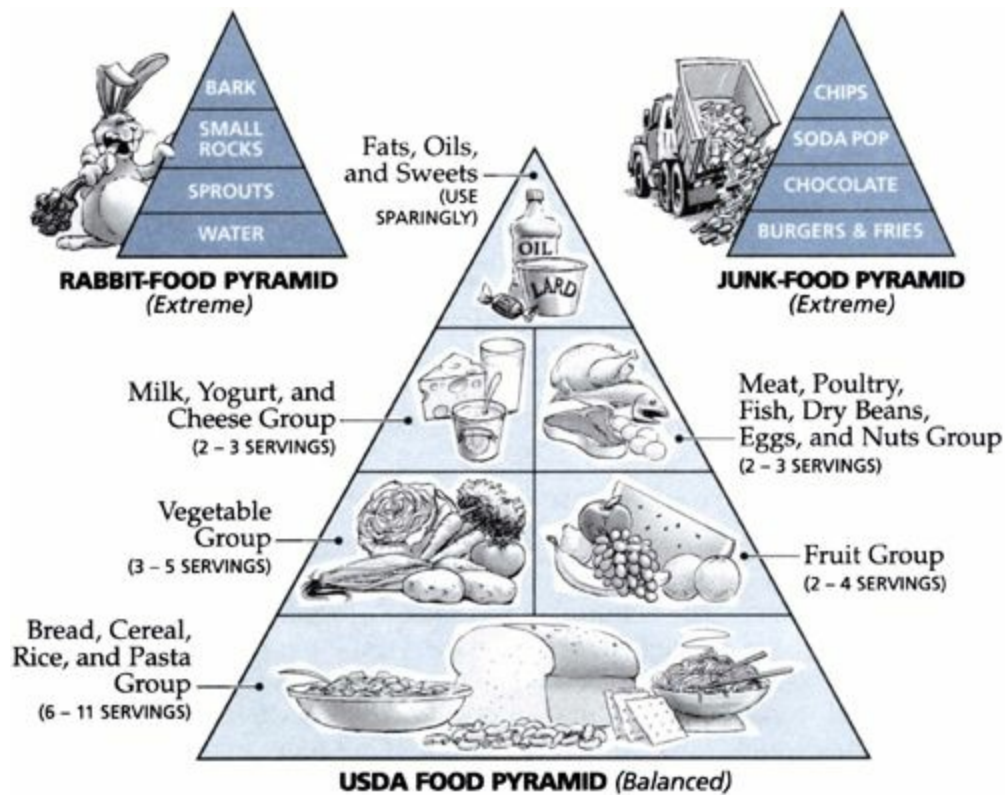 BARK
SMALL
ROCKS
SPROUTS
WATER
RABBIT-FOOD PYRAMID
(Extreme)
CHIPS
SODA POP
CHOCOLATE
BURGERS & FRIES
JUNK-FOOD PYRAMID
(Extreme)
Fats, Oils,
and Sweets
(USE
SPARINGLY)
OIL
LARD
Milk, Yogurt, and
Cheese Group
(2 – 3 SERVINGS)
Meat, Poultry,
Fish, Dry Beans,
Eggs, and Nuts Group
(2 – 3 SERVINGS)
Vegetable
Group
(3 – 5 SERVINGS)
Fruit Group
(2 – 4 SERVINGS)
Bread, Cereal,
Rice, and Pasta
Group
(6 – 11 SERVINGS)
USDA FOOD PYRAMID (Balanced)